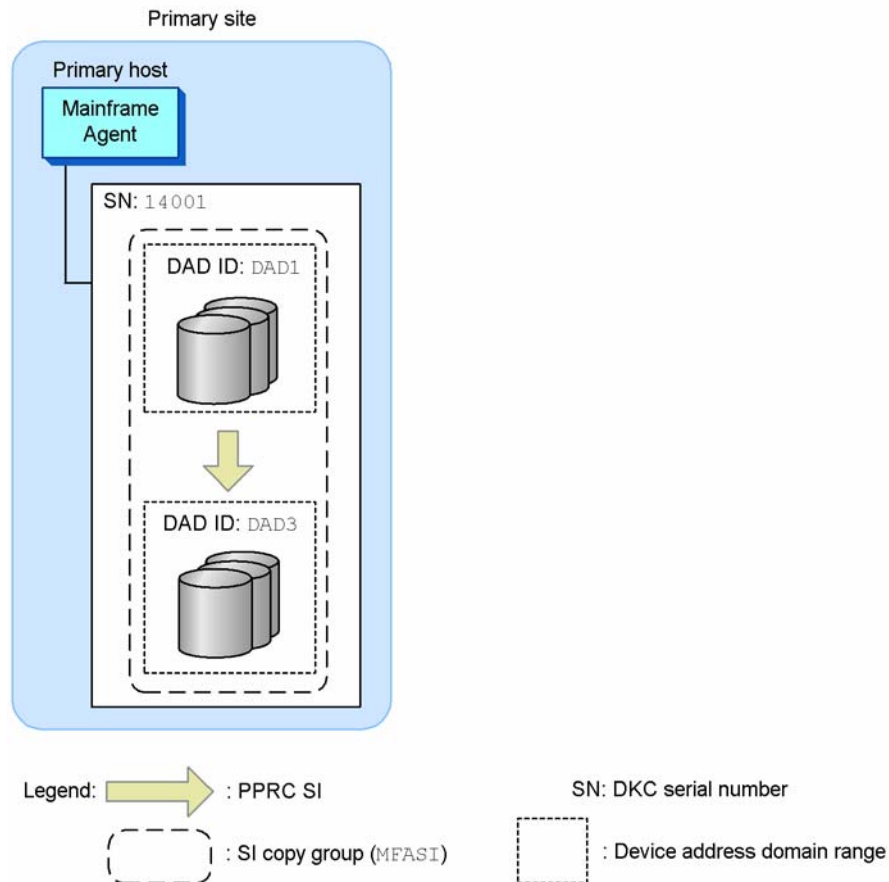 Primary site
Primary host
Mainframe
Agent
SN: 14001
DAD ID: DAD1
DAD ID: DAD3
Legend: : PPRC SI
SN: DKC serial number
: SI copy group (MFASI)
: Device address domain range